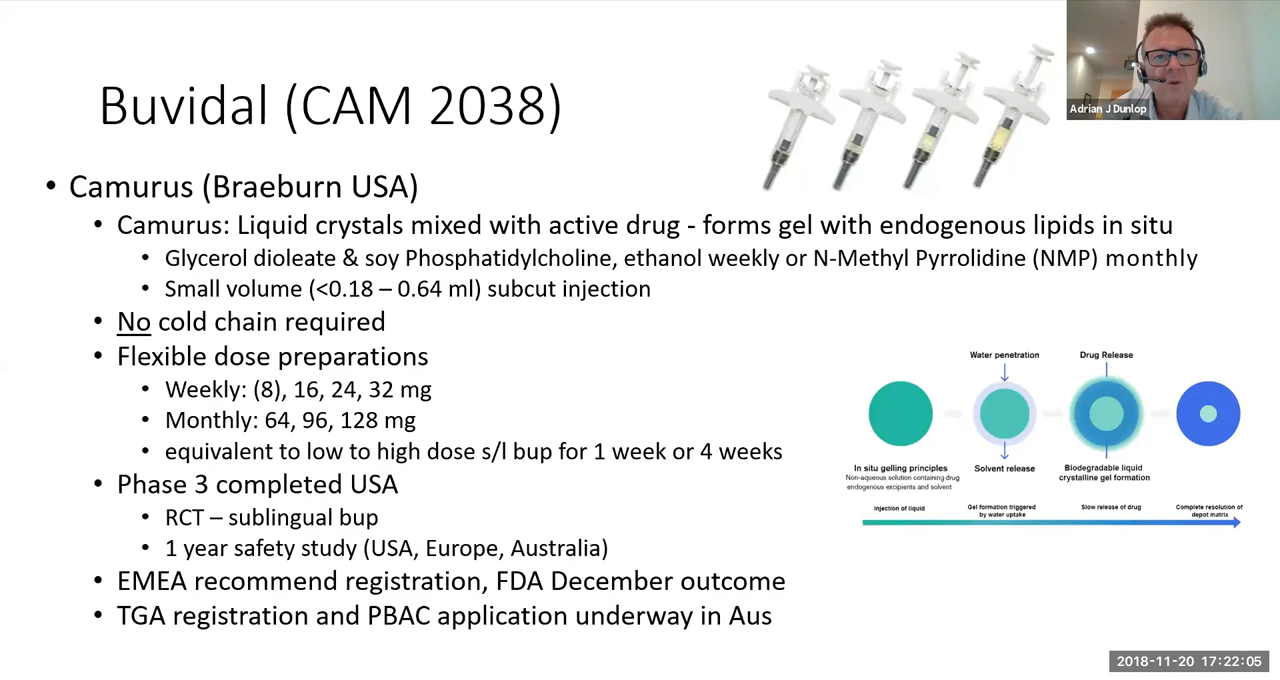 Buvidal (CAM 2038)
Adrian J Dunlop
• Camurus (Braeburn USA)
• Camurus: Liquid crystals mixed with active drug - forms gel with endogenous lipids in situ
• Glycerol dioleate & soy Phosphatidylcholine, ethanol weekly or N-Methyl Pyrrolidine (NMP) monthly
• Small volume (<0.18 – 0.64 ml) subcut injection
• No cold chain required
• Flexible dose preparations
• Weekly: (8), 16, 24, 32 mg
• Monthly: 64, 96, 128 mg
• equivalent to low to high dose s/l bup for 1 week or 4 weeks
• Phase 3 completed USA
• RCT – sublingual bup
• 1 year safety study (USA, Europe, Australia)
• EMEA recommend registration, FDA December outcome
• TGA registration and PBAC application underway in Aus
Water penetration
Drug Release
In situ gelling principles
Non-aqueous solution containing drug
endogenous excipients and solvent
Solvent release
Biodegradable liquid
crystalline gel formation
Injection of liquid
Gel formation triggered
by water uptake
Slow release of drug
Complete resolution of
depot matrix
2018-11-20 17:22:05